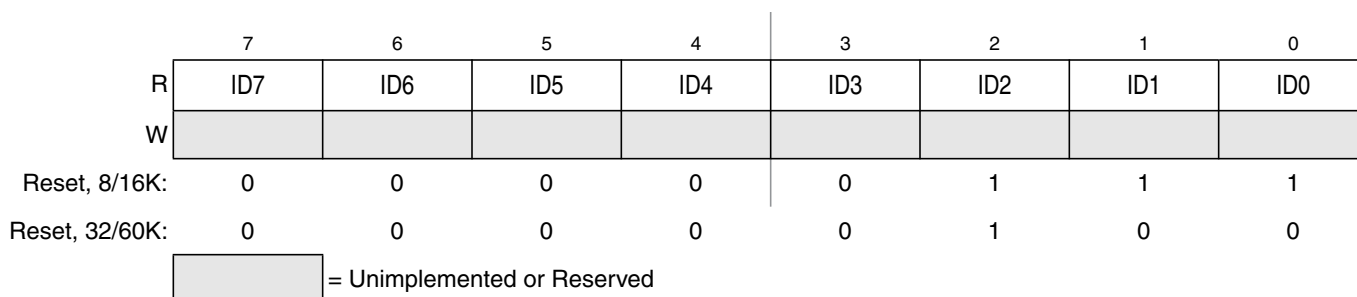 7 6 5 4 3 2 1 0
R ID7 ID6 ID5 ID4 ID3 ID2 ID1 ID0
W
Reset, 8/16K: 0 0 0 0 0 1 1 1
Reset, 32/60K: 0 0 0 0 0 1 0 0
= Unimplemented or Reserved